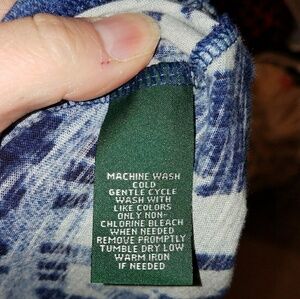 MACHINE WASH
COLD
GENTLE CYCLE
WASH WITH
LIKE COLORS
ONLY NON-
CHLORINE BLEACH
WHEN NEEDED
REMOVE PROMPTLY
TUMBLE DRY LOW
WARM IRON
IF NEEDED